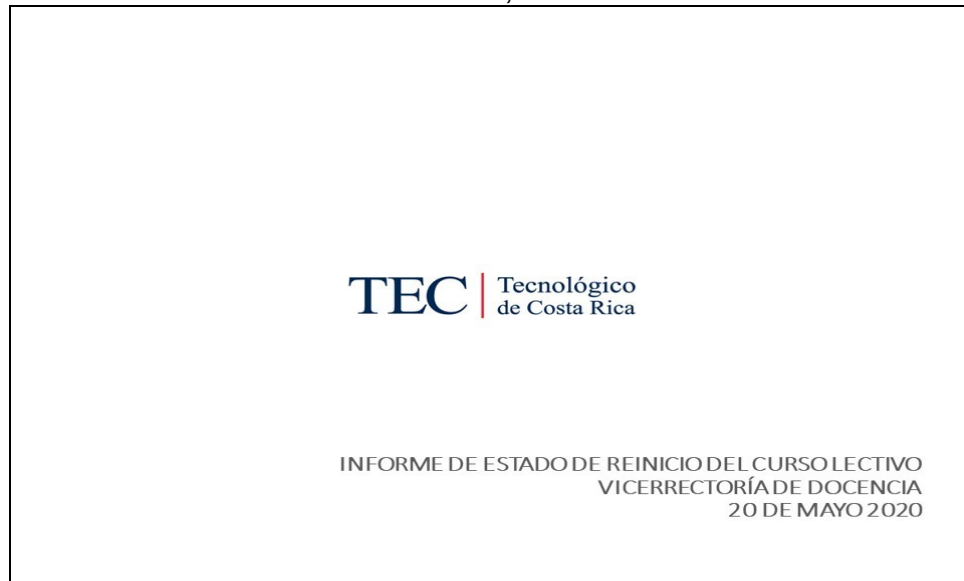 TEC
Tecnológico
de Costa Rica
INFORME DE ESTADO DE REINICIO DEL CURSO LECTIVO
VICERRECTORÍA DE DOCENCIA
20 DE MAYO 2020